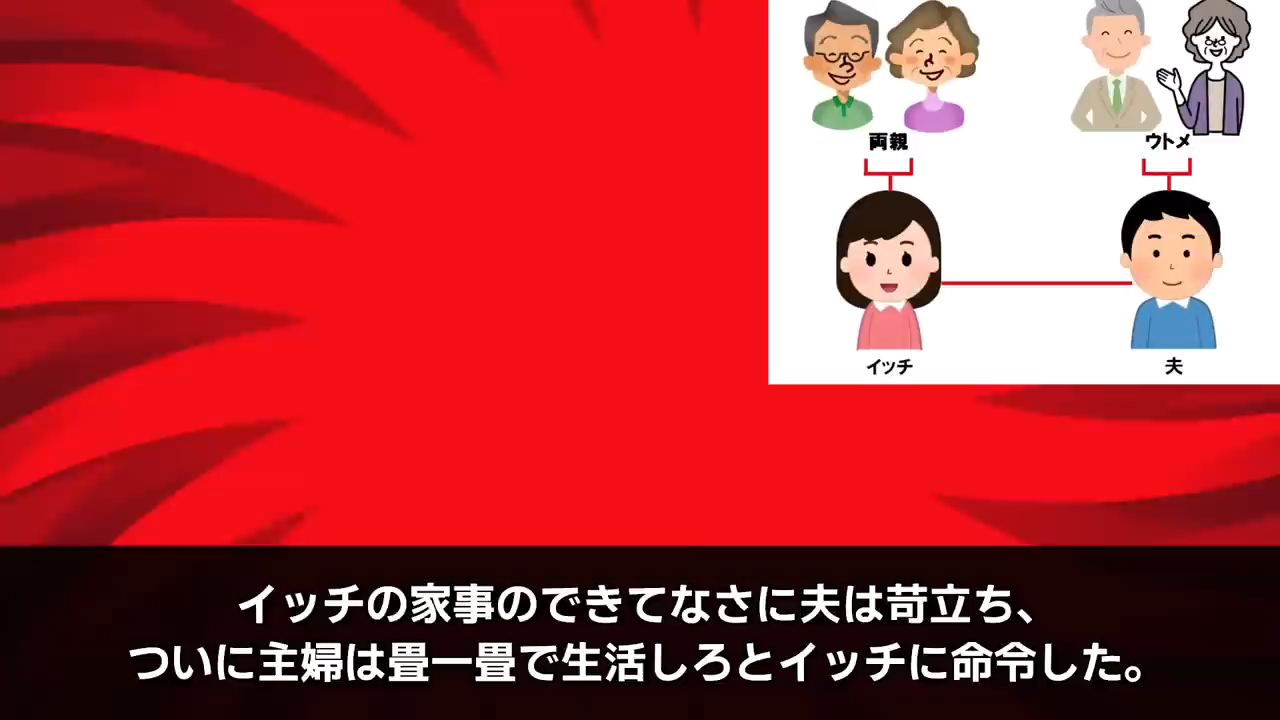 両親
ウトメ
イッチ
夫
イッチの家事のできてなさに夫は苛立ち、
ついに主婦は畳一畳で生活しろとイッチに命令した。